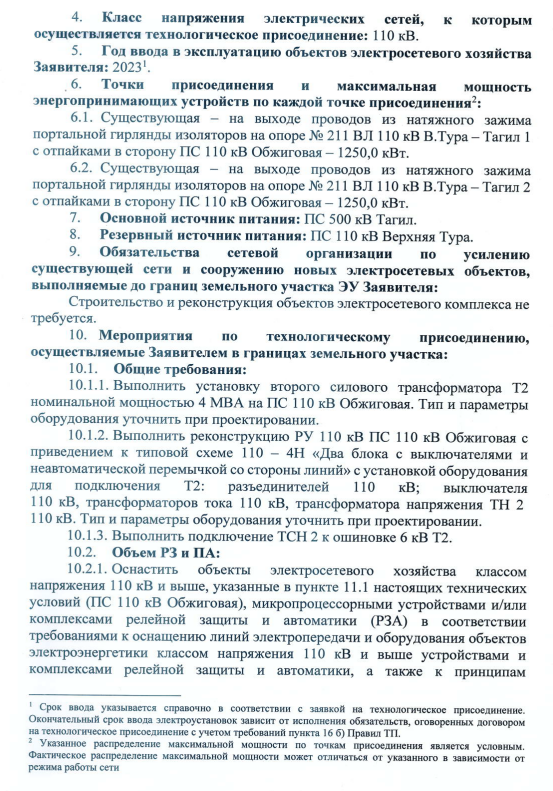 4. Класс напряжения электрических сетей, к которым
осуществляется технологическое присоединение: 110 кВ.
5. Год ввода в эксплуатацию объектов электросетевого хозяйства
Заявителя: 2023¹.
6. Точки присоединения и максимальная мощность
энергопринимающих устройств по каждой точке присоединения²:
6.1. Существующая – на выходе проводов из натяжного зажима
портальной гирлянды изоляторов на опоре № 211 ВЛ 110 кВ В.Тура – Тагил 1
с отпайками в сторону ПС 110 кВ Обжиговая – 1250,0 кВт.
6.2. Существующая – на выходе проводов из натяжного зажима
портальной гирлянды изоляторов на опоре № 211 ВЛ 110 кВ В.Тура – Тагил 2
с отпайками в сторону ПС 110 кВ Обжиговая – 1250,0 кВт.
7. Основной источник питания: ПС 500 кВ Тагил.
8. Резервный источник питания: ПС 110 кВ Верхняя Тура.
9. Обязательства сетевой организации по усилению
существующей сети и сооружению новых электросетевых объектов,
выполняемые до границ земельного участка ЭУ Заявителя:
Строительство и реконструкция объектов электросетевого комплекса не
требуется.
10. Мероприятия по технологическому присоединению,
осуществляемые Заявителем в границах земельного участка:
10.1. Общие требования:
10.1.1. Выполнить установку второго силового трансформатора Т2
номинальной мощностью 4 МВА на ПС 110 кВ Обжиговая. Тип и параметры
оборудования уточнить при проектировании.
10.1.2. Выполнить реконструкцию РУ 110 кВ ПС 110 кВ Обжиговая с
приведением к типовой схеме 110 – 4Н «Два блока с выключателями и
неавтоматической перемычкой со стороны линий» с установкой оборудования
для подключения Т2: разъединителей 110 кВ; выключателя
110 кВ, трансформаторов тока 110 кВ, трансформатора напряжения ТН 2
110 кВ. Тип и параметры оборудования уточнить при проектировании.
10.1.3. Выполнить подключение ТСН 2 к ошиновке 6 кВ Т2.
10.2. Объем РЗ и ПА:
10.2.1. Оснастить объекты электросетевого хозяйства классом
напряжения 110 кВ и выше, указанные в пункте 11.1 настоящих технических
условий (ПС 110 кВ Обжиговая), микропроцессорными устройствами и/или
комплексами релейной защиты и автоматики (РЗА) в соответствии
требованиями к оснащению линий электропередачи и оборудования объектов
электроэнергетики классом напряжения 110 кВ и выше устройствами и
комплексами релейной защиты и автоматики, а также к принципам
¹ Срок ввода указывается справочно в соответствии с заявкой на технологическое присоединение.
Окончательный срок ввода электроустановок зависит от исполнения обязательств, оговоренных договором
на технологическое присоединение с учетом требований пункта 16 б) Правил ТП.
² Указанное распределение максимальной мощности по точкам присоединения является условным.
Фактическое распределение максимальной мощности может отличаться от указанного в зависимости от
режима работы сети